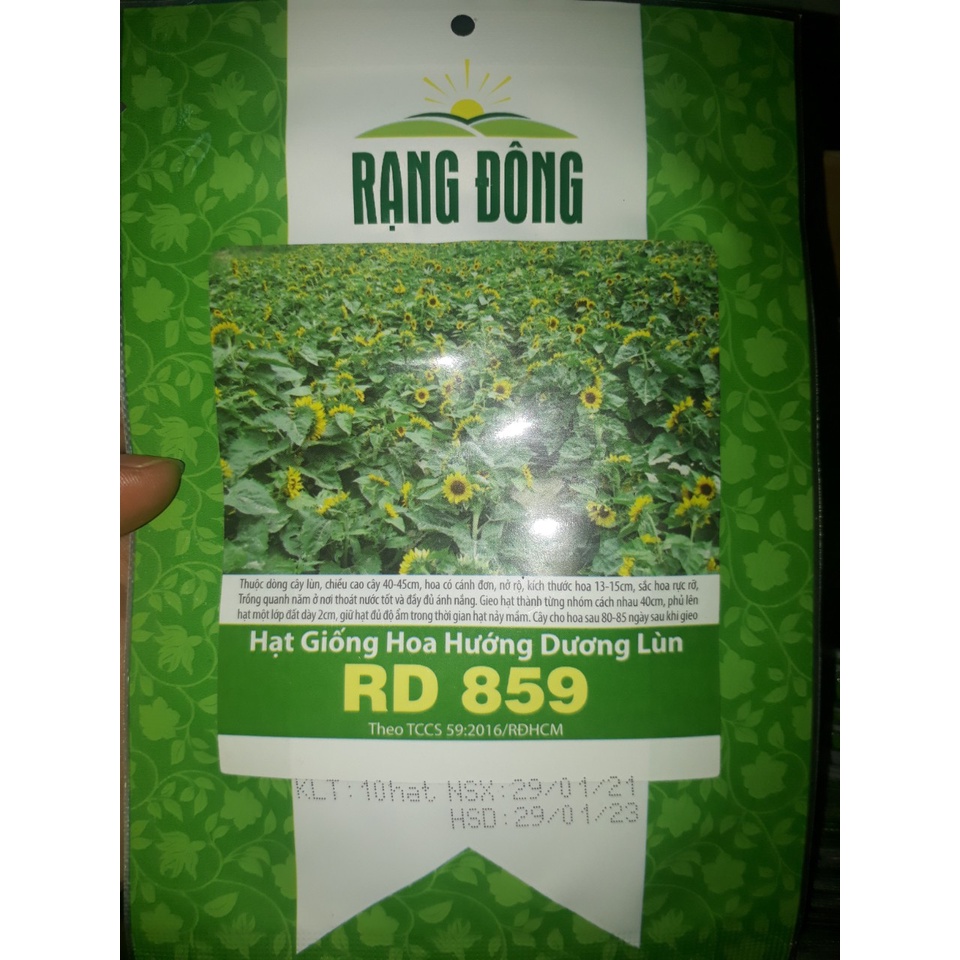 RẠNG ĐÔNG
Thuộc dòng cây lùn, chiều cao cây 40-45cm, hoa có cánh đơn, nở rộ, kích thước hoa 13-15cm, sắc hoa rực rỡ,
Trồng quanh năm ở nơi thoát nước tốt và đầy đủ ánh nắng. Gieo hạt thành từng nhóm cách nhau 40cm, phủ lên
hạt một lớp đất dày 2cm, giữ hạt đủ độ ẩm trong thời gian hạt nảy mầm. Cây cho hoa sau 80-85 ngày sau khi gieo
Hạt Giống Hoa Hướng Dương Lùn
RD 859
Theo TCCS 59:2016/RĐHCM
KLT:10hat NSX:29/01/21
HSD:29/01/23